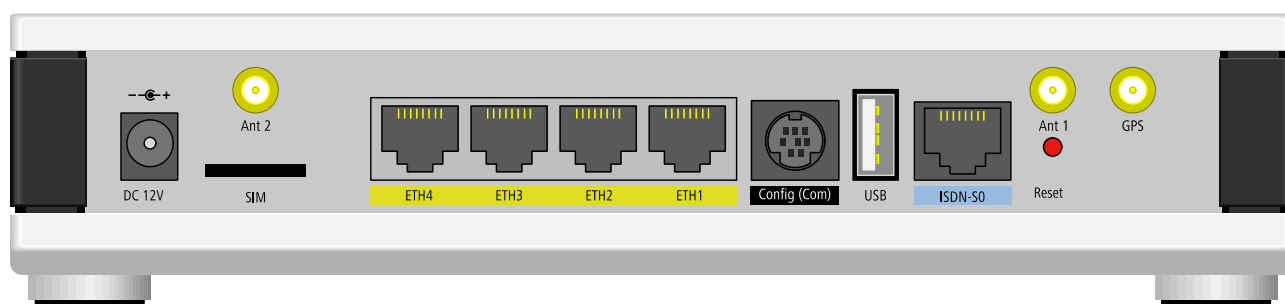 DC 12V
Ant 2
SIM
ETH4
ETH3
ETH2
ETH1
Config (Com)
USB
ISDN-S0
Ant 1
Reset
GPS